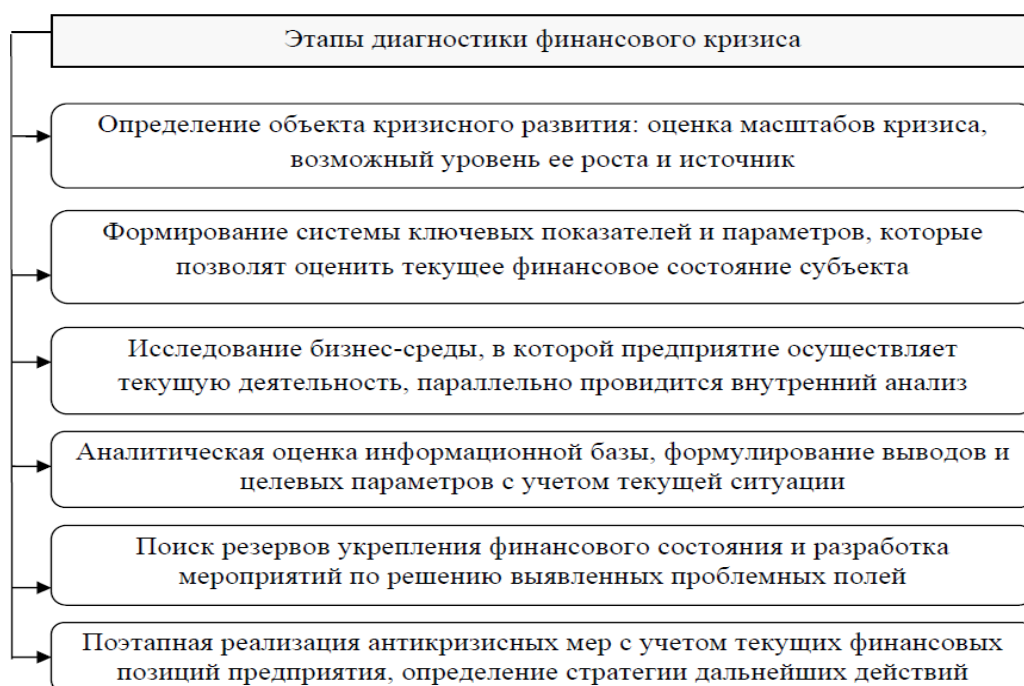 Этапы диагностики финансового кризиса
Определение объекта кризисного развития: оценка масштабов кризиса,
возможный уровень ее роста и источник
Формирование системы ключевых показателей и параметров, которые
позволят оценить текущее финансовое состояние субъекта
Исследование бизнес-среды, в которой предприятие осуществляет
текущую деятельность, параллельно провидится внутренний анализ
Аналитическая оценка информационной базы, формулирование выводов и
целевых параметров с учетом текущей ситуации
Поиск резервов укрепления финансового состояния и разработка
мероприятий по решению выявленных проблемных полей
Поэтапная реализация антикризисных мер с учетом текущих финансовых
позиций предприятия, определение стратегии дальнейших действий